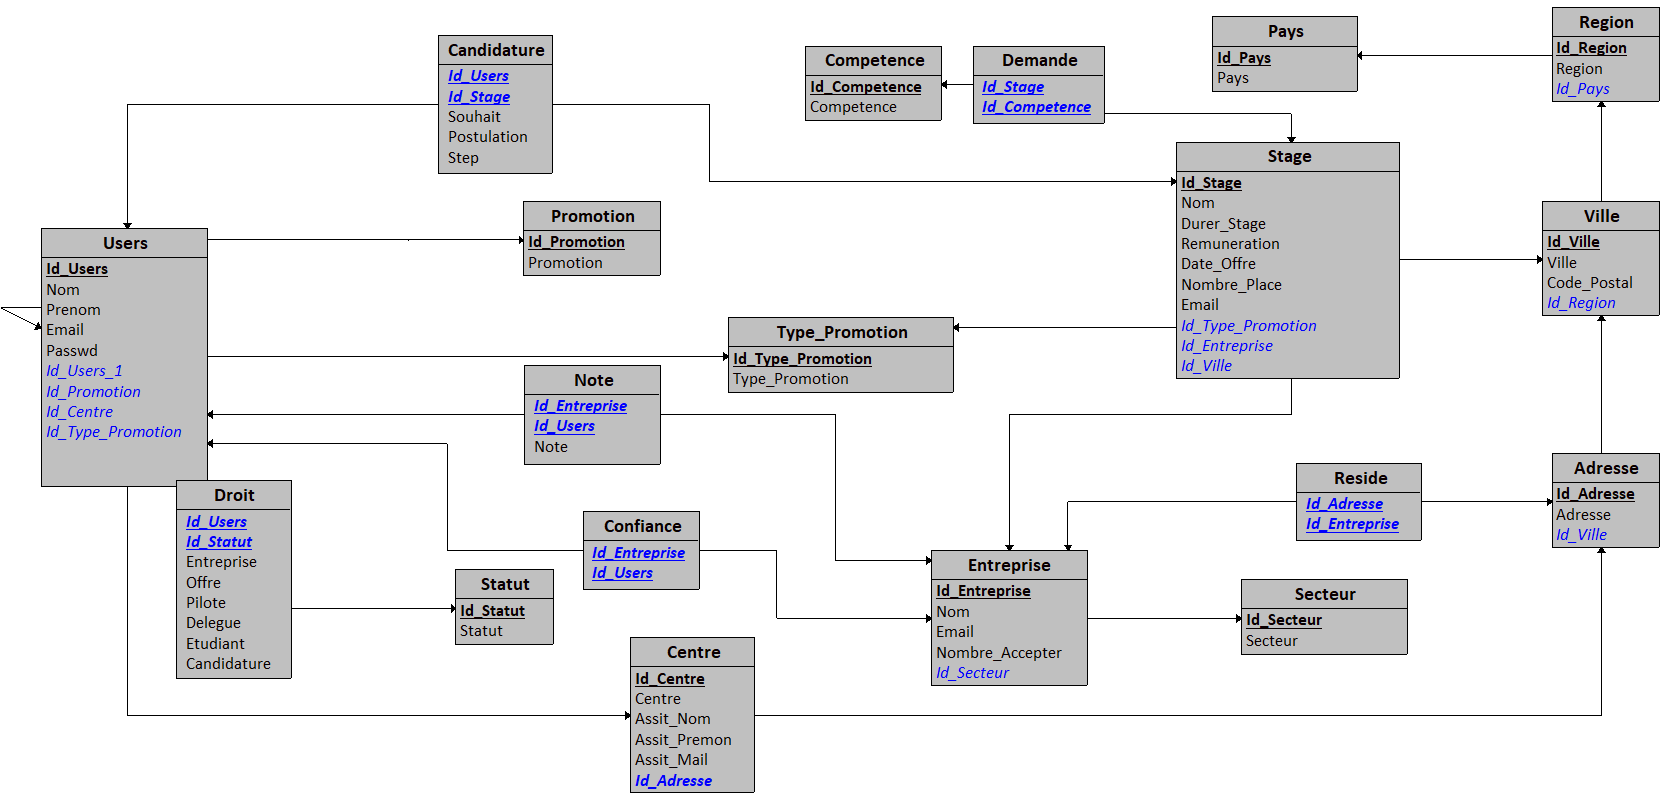 Candidature
Id_Users
Id_Stage
Souhait
Postulation
Step
Competence
Id_Competence
Competence
Demande
Id_Stage
Id_Competence
Pays
Id_Pays
Pays
Region
Id_Region
Region
Id_Pays
Stage
Id_Stage
Nom
Durer_Stage
Remuneration
Date_Offre
Nombre_Place
Email
Id_Type_Promotion
Id_Entreprise
Id_Ville
Promotion
Id_Promotion
Promotion
Ville
Id_Ville
Ville
Code_Postal
Id_Region
Users
Id_Users
Nom
Prenom
Email
Passwd
Id_Users_1
Id_Promotion
Id_Centre
Id_Type_Promotion
Type_Promotion
Id_Type_Promotion
Type_Promotion
Note
Id_Entreprise
Id_Users
Note
Reside
Id_Adresse
Id_Entreprise
Adresse
Id_Adresse
Adresse
Id_Ville
Droit
Id_Users
Id_Statut
Entreprise
Offre
Pilote
Delegue
Etudiant
Candidature
Confiance
Id_Entreprise
Id_Users
Statut
Id_Statut
Statut
Entreprise
Id_Entreprise
Nom
Email
Nombre_Accepter
Id_Secteur
Secteur
Id_Secteur
Secteur
Centre
Id_Centre
Centre
Assit_Nom
Assit_Premon
Assit_Mail
Id_Adresse